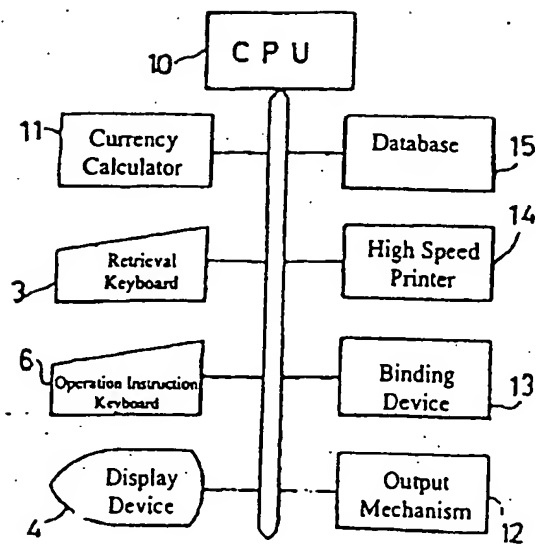 CPU
10
11
Currency
Calculator
Database
15
Retrieval
Keyboard
3
High Speed
Printer
14
6
Operation Instruction
Keyboard
Binding
Device
13
Display
Device
4
Output
Mechanism
12